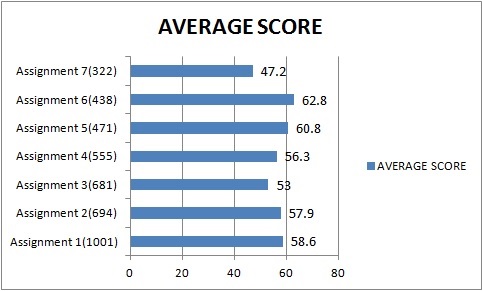 AVERAGE SCORE
Assignment 7(322) 47.2
Assignment 6(438) 62.8
Assignment 5(471) 60.8
Assignment 4(555) 56.3
Assignment 3(681) 53
Assignment 2(694) 57.9
Assignment 1(1001) 58.6
0 20 40 60 80
AVERAGE SCORE